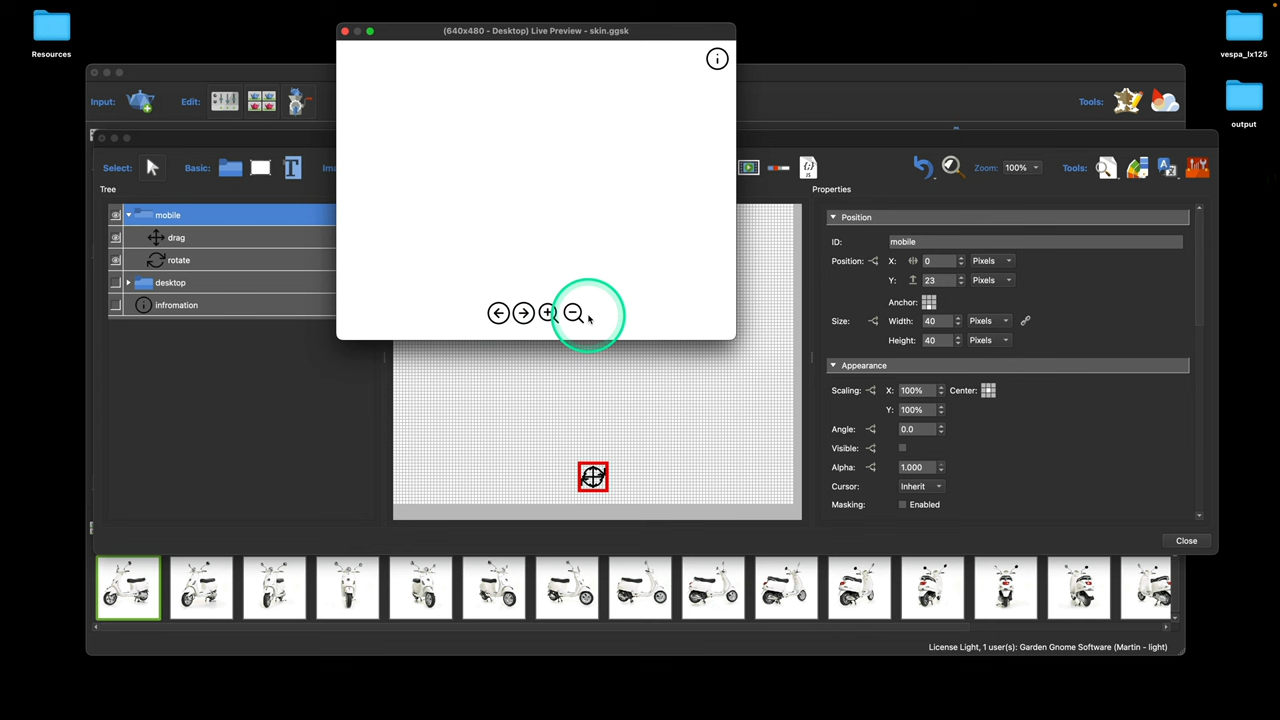 Resources
(640x480 - Desktop) Live Preview - skin.ggsk
vespa_lx125
output
Input:
Edit:
Tools:
Select:
Basic:
Zoom: 100%
Tools:
Tree
Properties
mobile
drag
rotate
desktop
infromation
Position
ID: mobile
Position: X: 0 Pixels
Y: 23 Pixels
Anchor:
Size: Width: 40 Pixels
Height: 40 Pixels
Appearance
Scaling: X: 100% Center:
Y: 100%
Angle: 0.0
Visible:
Alpha: 1.000
Cursor: Inherit
Masking: Enabled
Close
License Light, 1 user(s): Garden Gnome Software (Martin - light)